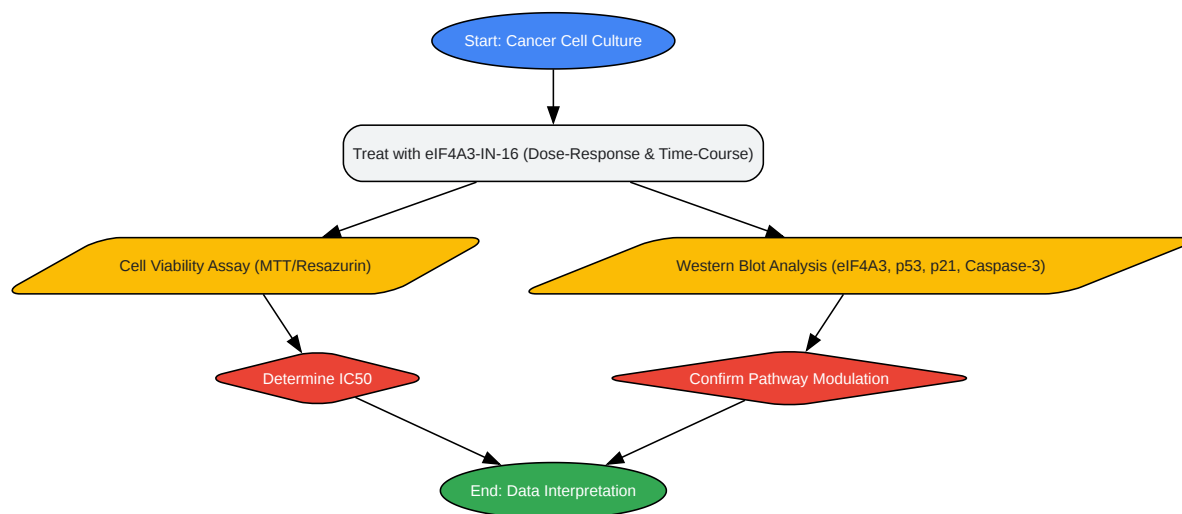 Start: Cancer Cell Culture
Treat with eIF4A3-IN-16 (Dose-Response & Time-Course)
Cell Viability Assay (MTT/Resazurin)
Western Blot Analysis (eIF4A3, p53, p21, Caspase-3)
Determine IC50
Confirm Pathway Modulation
End: Data Interpretation